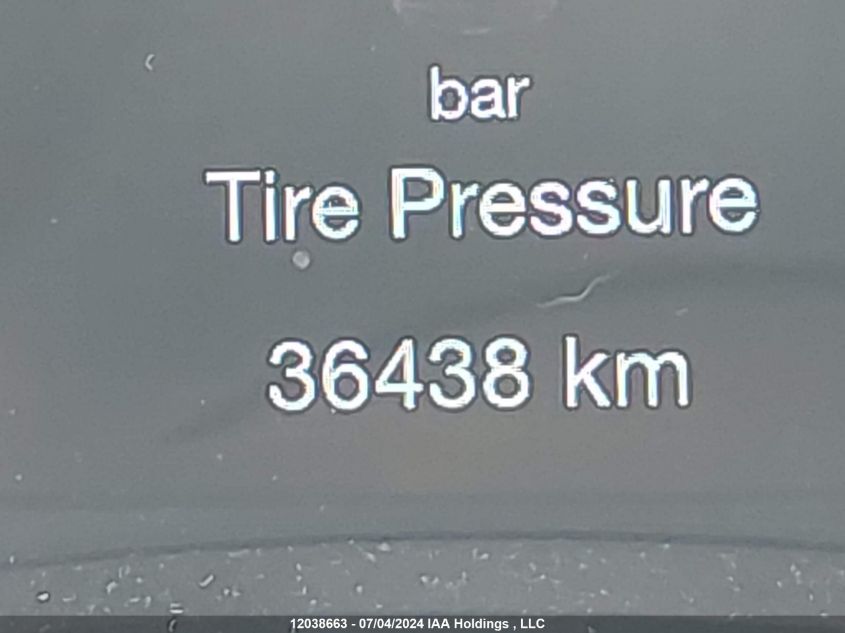 bar
Tire Pressure
36438 km
12038663 - 07/04/2024 IAA Holdings , LLC